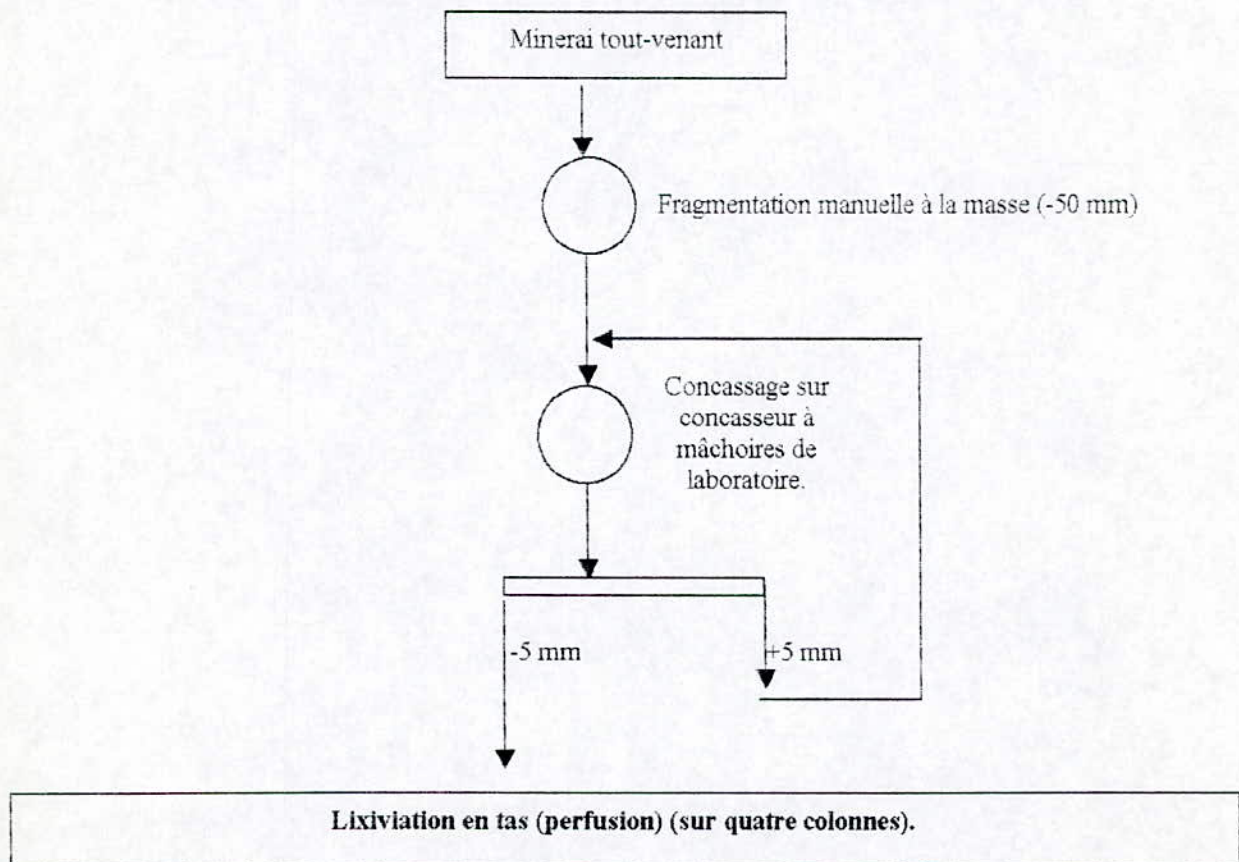 Minerai tout-venant
Fragmentation manuelle à la masse (-50 mm)
Concassage sur
concasseur à
mâchoires de
laboratoire.
-5 mm
+5 mm
Lixiviation en tas (perfusion) (sur quatre colonnes).